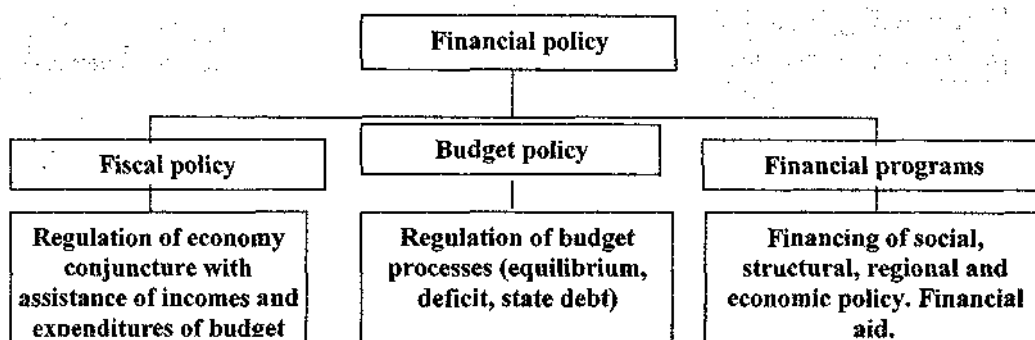 Financial policy
Fiscal policy
Budget policy
Financial programs
Regulation of economy
conjuncture with
assistance of incomes and
expenditures of budget
Regulation of budget
processes (equilibrium,
deficit, state debt)
Financing of social,
structural, regional and
economic policy. Financial
aid.